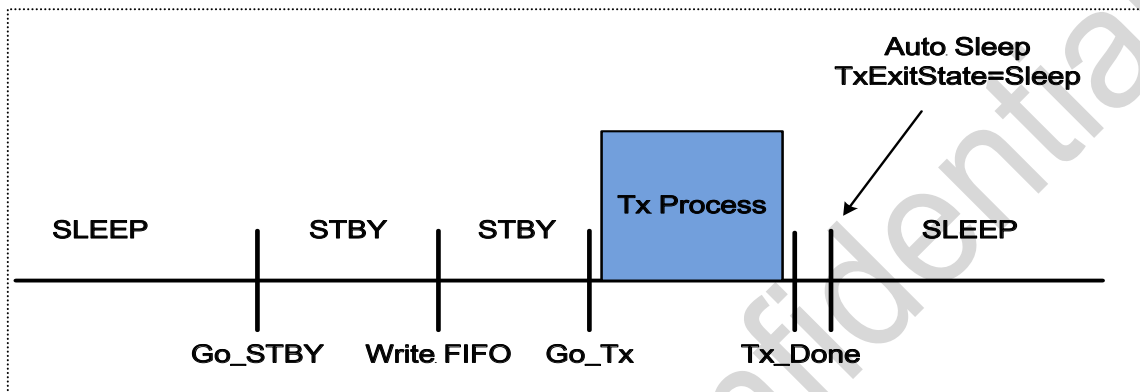 Auto Sleep
TxExitState=Sleep
Tx Process
SLEEP STBY STBY SLEEP
Go_STBY Write FIFO Go_Tx Tx_Done